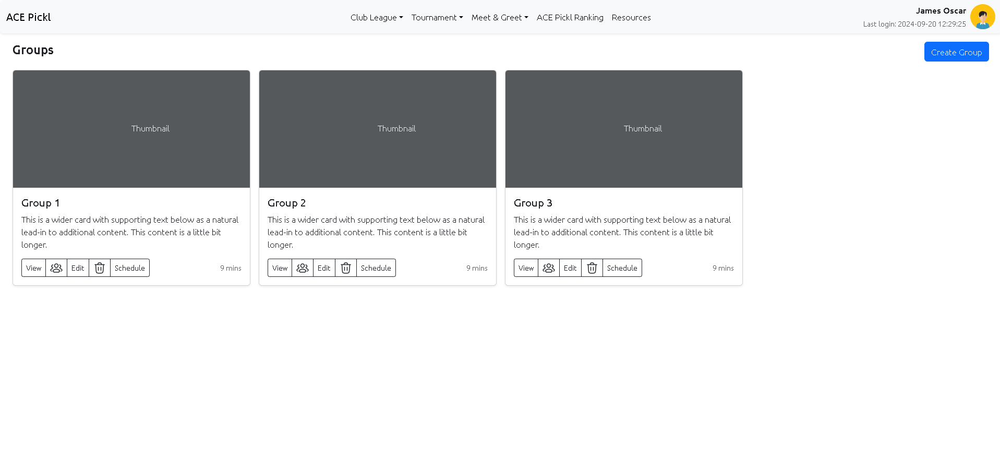 ACE Pickl
Club League
Tournament
Meet & Greet
ACE Pickl Ranking
Resources
James Oscar
Last login: 2024-09-20 12:29:25
Groups
Create Group
Thumbnail
Group 1
This is a wider card with supporting text below as a natural
lead-in to additional content. This content is a little bit
longer.
View
Edit
Schedule
9 mins
Thumbnail
Group 2
This is a wider card with supporting text below as a natural
lead-in to additional content. This content is a little bit
longer.
View
Edit
Schedule
9 mins
Thumbnail
Group 3
This is a wider card with supporting text below as a natural
lead-in to additional content. This content is a little bit
longer.
View
Edit
Schedule
9 mins